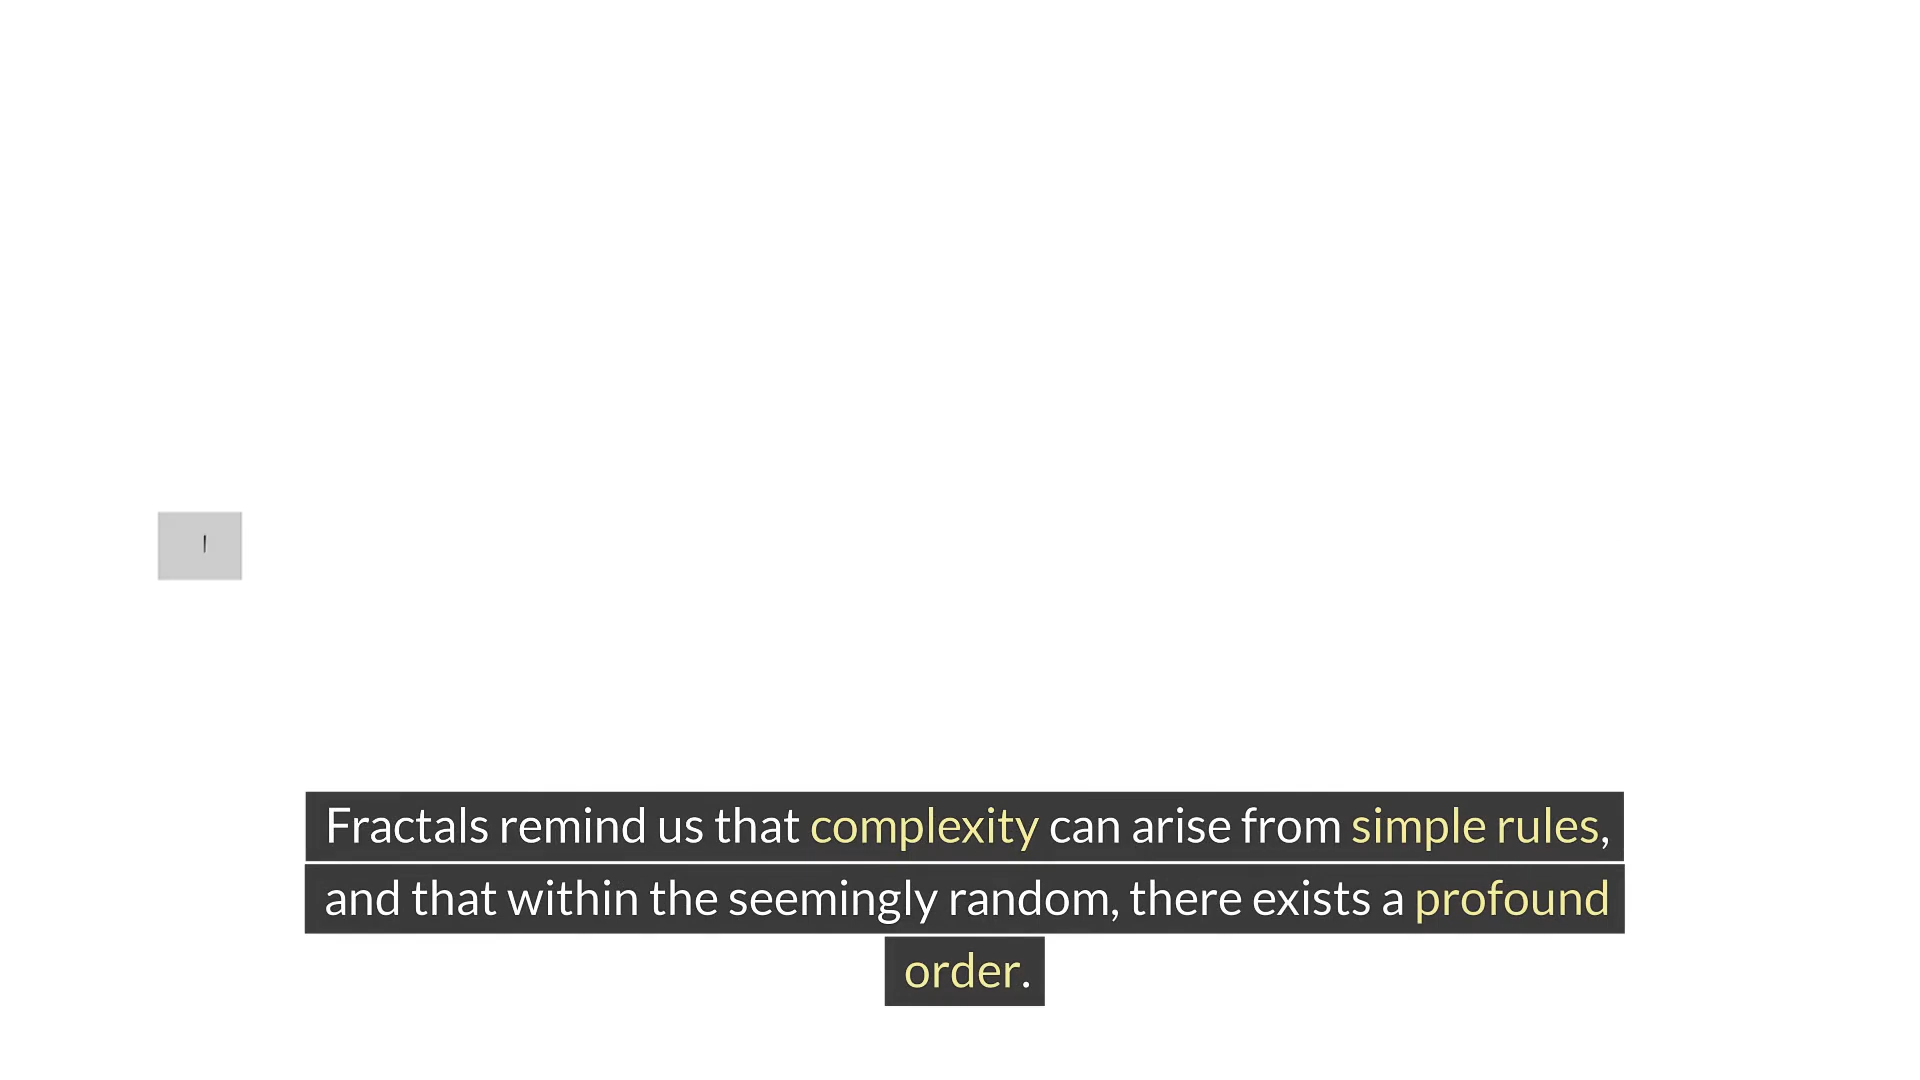 Fractals remind us that complexity can arise from simple rules,
and that within the seemingly random, there exists a profound
order.